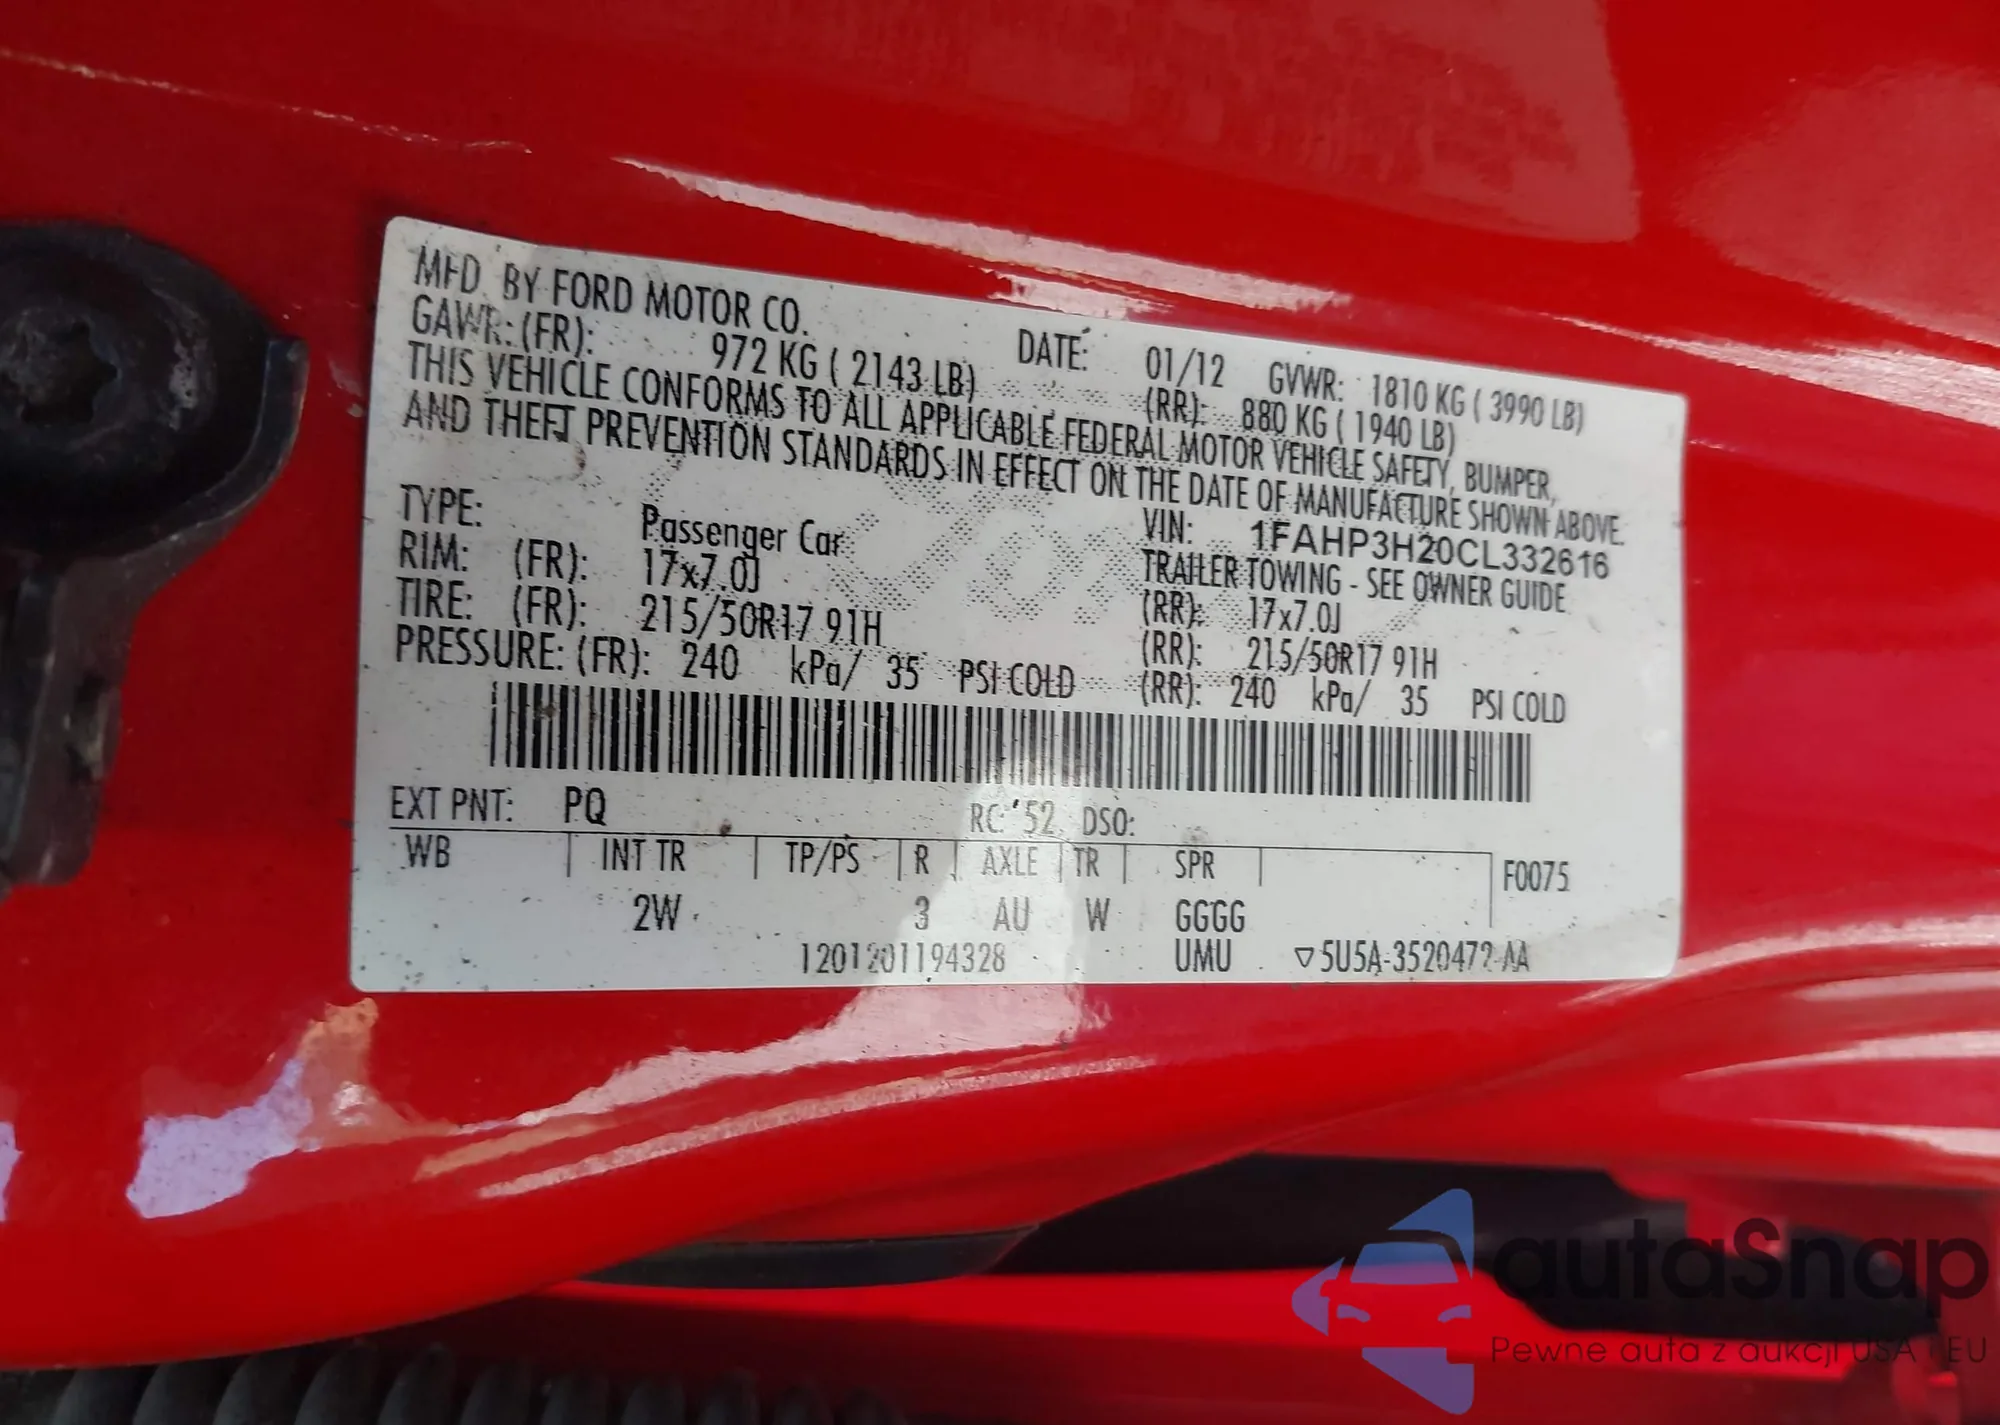 MFD. BY FORD MOTOR CO.
DATE: 01/12 GVWR: 1810 KG ( 3990 LB)
GAWR: (FR): 972 KG ( 2143 LB) (RR): 880 KG ( 1940 LB)
THIS VEHICLE CONFORMS TO ALL APPLICABLE FEDERAL MOTOR VEHICLE SAFETY, BUMPER,
AND THEFT PREVENTION STANDARDS IN EFFECT ON THE DATE OF MANUFACTURE SHOWN ABOVE.
VIN: 1FAHP3H20CL332616
TYPE: Passenger Car TRAILER TOWING - SEE OWNER GUIDE
RIM: (FR): 17x7.0J (RR): 17x7.0J
TIRE: (FR): 215/50R17 91H (RR): 215/50R17 91H
PRESSURE: (FR): 240 kPa/ 35 PSI COLD (RR): 240 kPa/ 35 PSI COLD
EXT PNT: PQ RC: 52 DSO:
WB INT TR TP/PS R AXLE TR SPR F0075
2W 3 AU W GGGG
1201201194328 UMU ▽5U5A-3520472-AA
autaSnap
Pewne auta z aukcji USA i EU